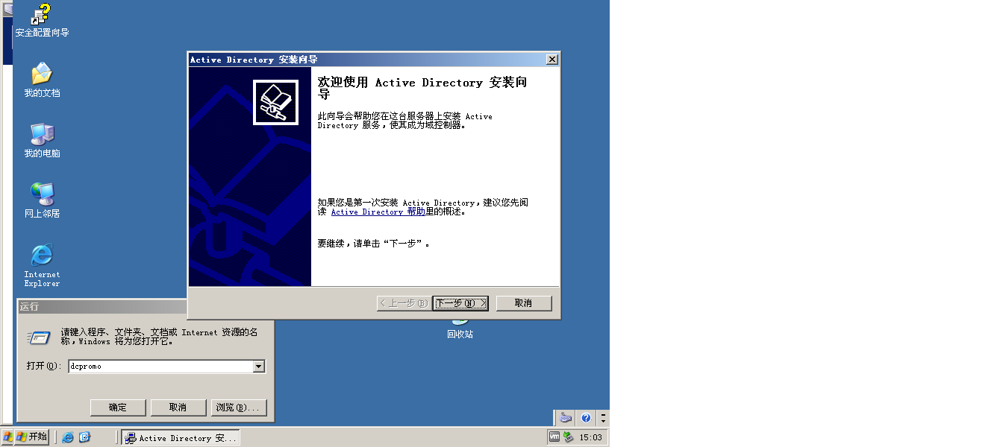 安全配置向导
我的文档
我的电脑
网上邻居
Internet
Explorer
Active Directory 安装向导
欢迎使用 Active Directory 安装向
导
此向导会帮助您在这台服务器上安装 Active
Directory 服务，使其成为域控制器。
如果您是第一次安装 Active Directory，建议您先阅
读 Active Directory 帮助里的概述。
要继续，请单击“下一步”。
< 上一步(B)
下一步(N) >
取消
回收站
运行
请键入程序、文件夹、文档或 Internet 资源的名
称，Windows 将为您打开它。
打开(O):
dcpromo
确定
取消
浏览(B)...
开始
Active Directory 安...
vm
15:03